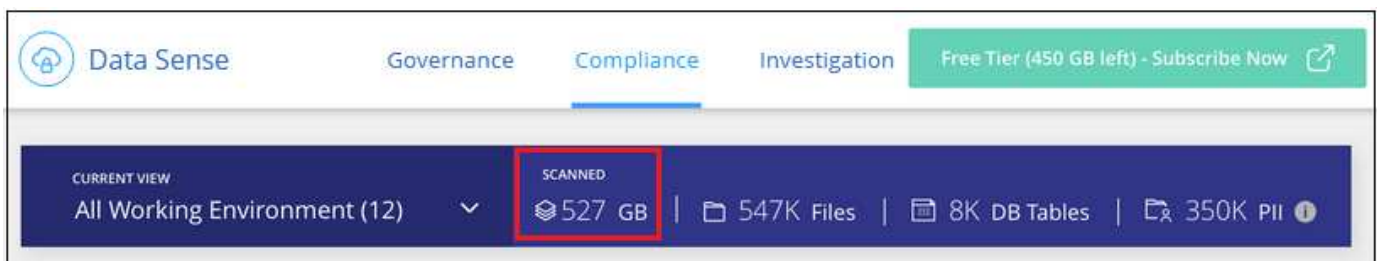 Data Sense Governance Compliance Investigation Free Tier (450 GB left) - Subscribe Now
CURRENT VIEW
All Working Environment (12)
SCANNED
527 GB | 547K Files | 8K DB Tables | 350K PII